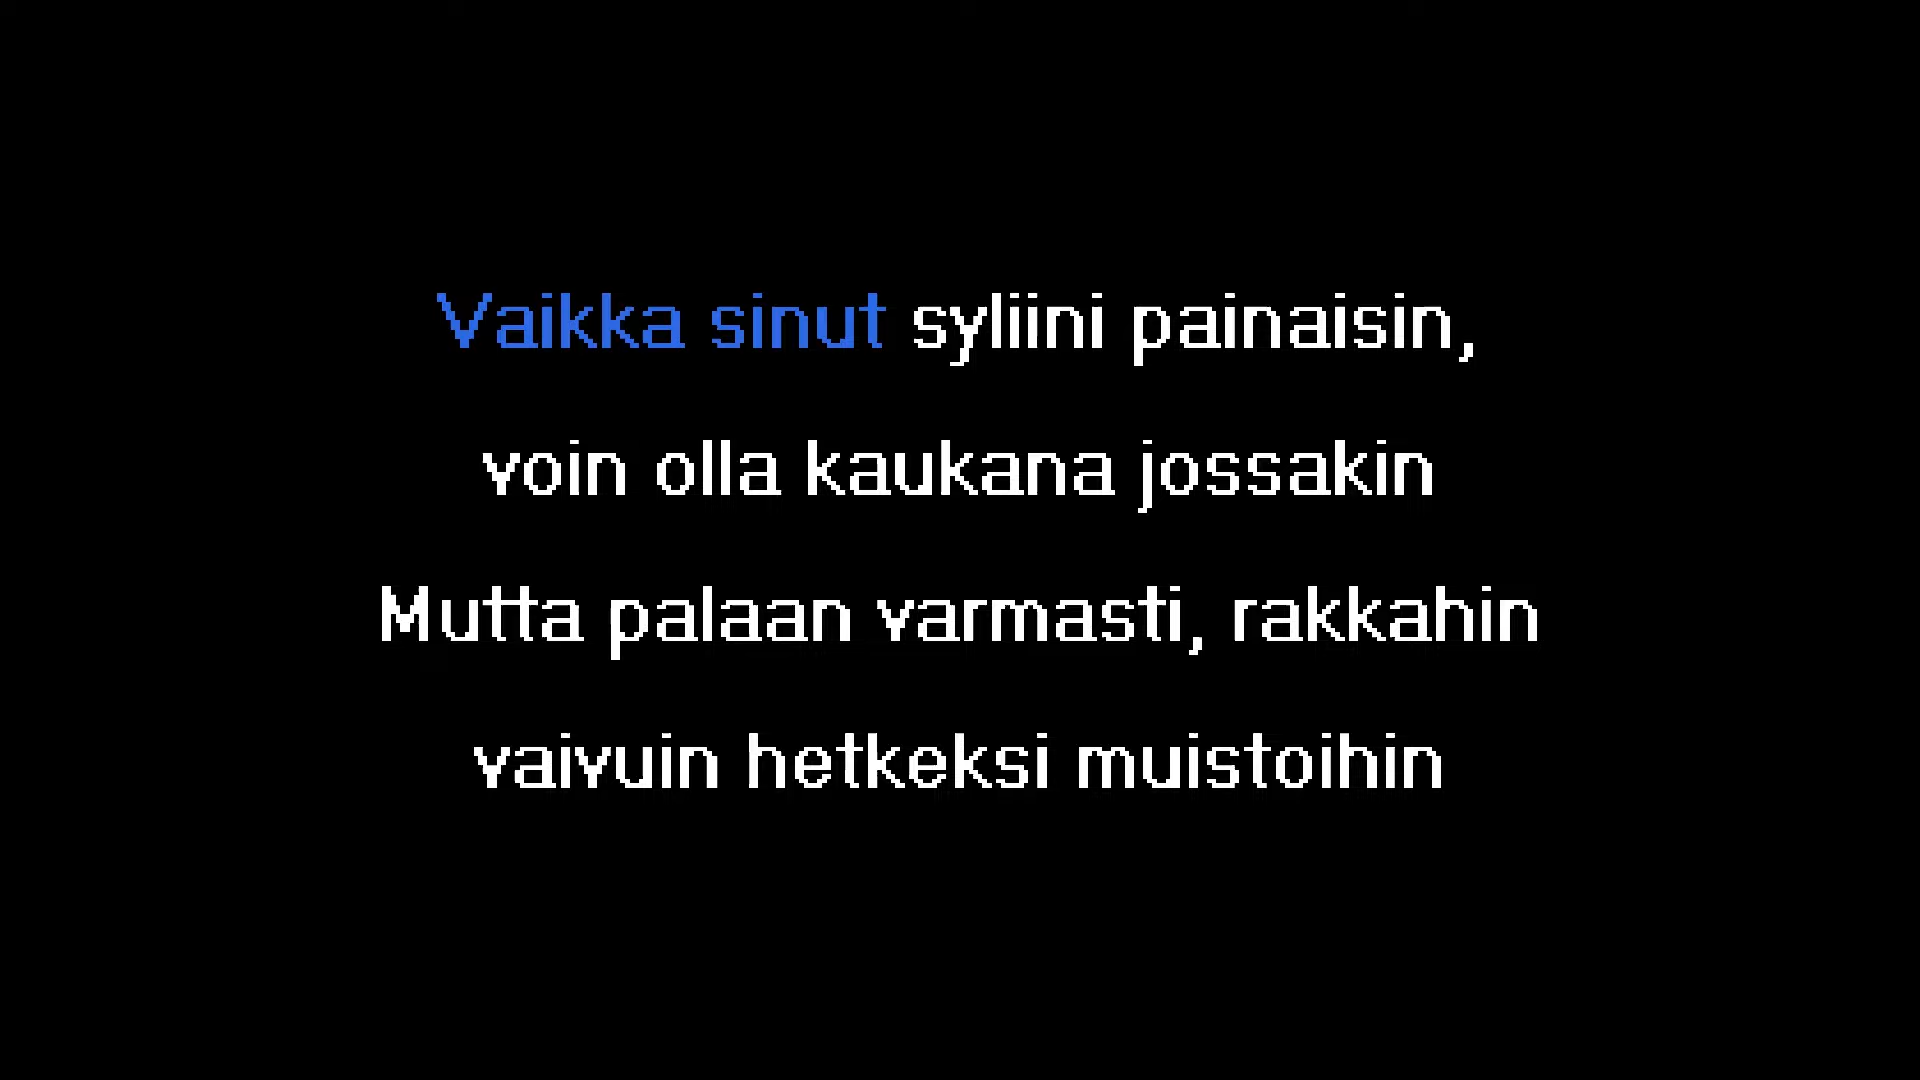 Vaikka sinut syliini painaisin,
voin olla kaukana jossakin
Mutta palaan varmasti, rakkahin
vaivuin hetkeksi muistoihin